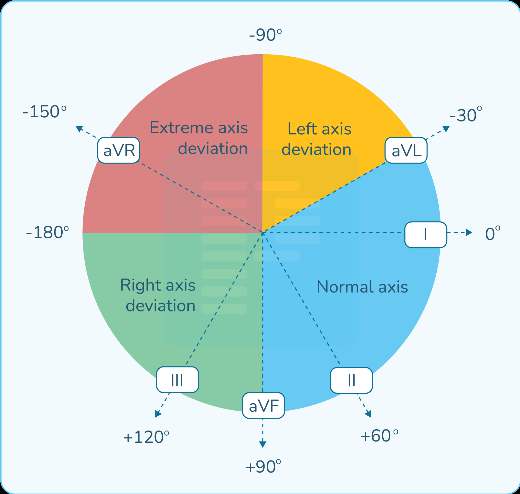 -90°
-150°
-30°
Extreme axis
deviation
Left axis
deviation
aVR
aVL
-180°
I
0°
Right axis
deviation
Normal axis
III
II
aVF
+120°
+60°
+90°